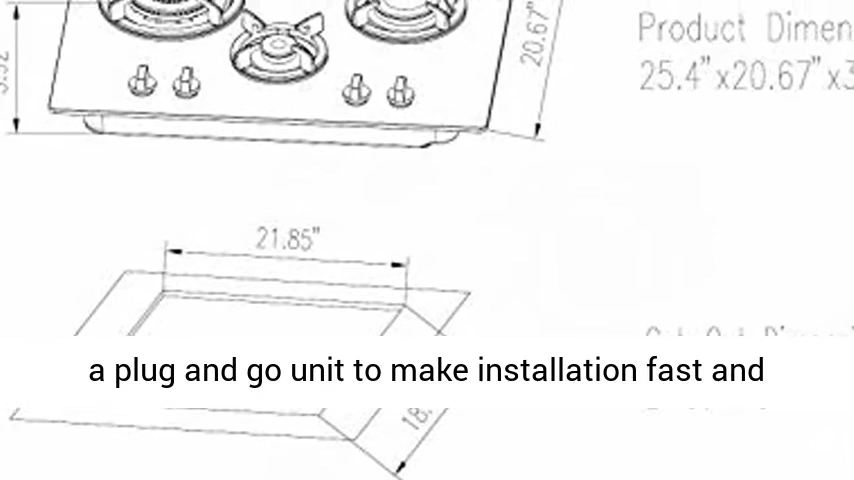 20.67"
Product Dimen
25.4"x20.67"x3
21.85"
a plug and go unit to make installation fast and
18.